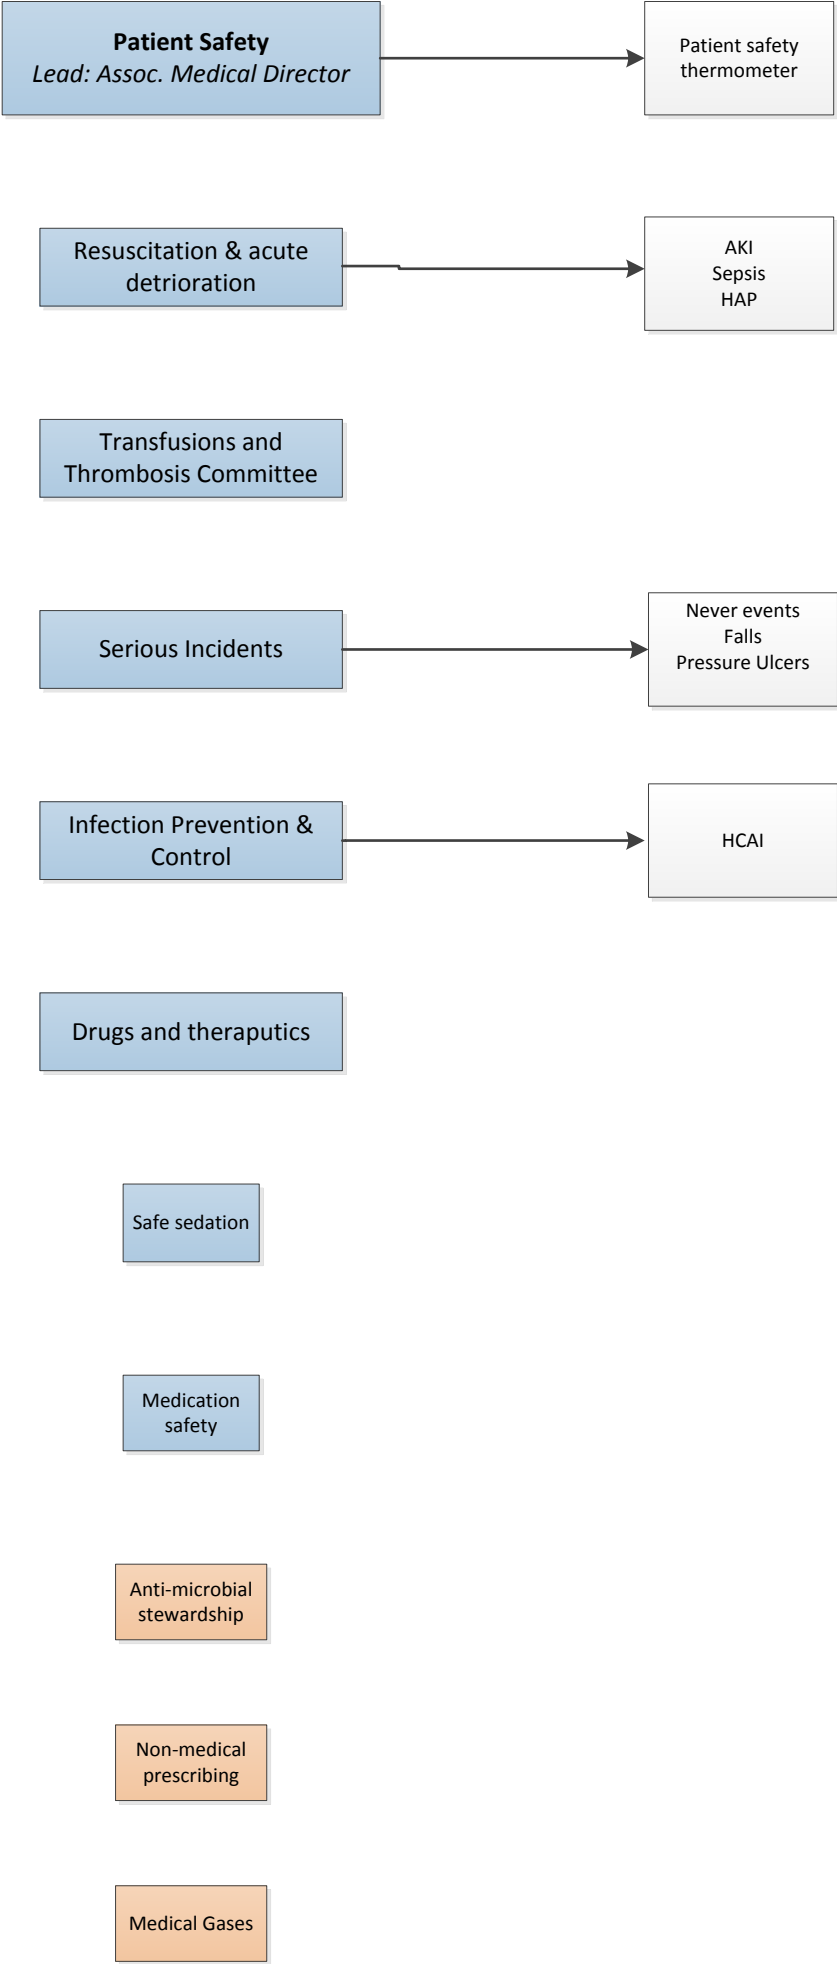 Patient Safety
Lead: Assoc. Medical Director
Patient safety
thermometer
Resuscitation & acute
detrioration
AKI
Sepsis
HAP
Transfusions and
Thrombosis Committee
Serious Incidents
Never events
Falls
Pressure Ulcers
Infection Prevention &
Control
HCAI
Drugs and theraputics
Safe sedation
Medication
safety
Anti-microbial
stewardship
Non-medical
prescribing
Medical Gases